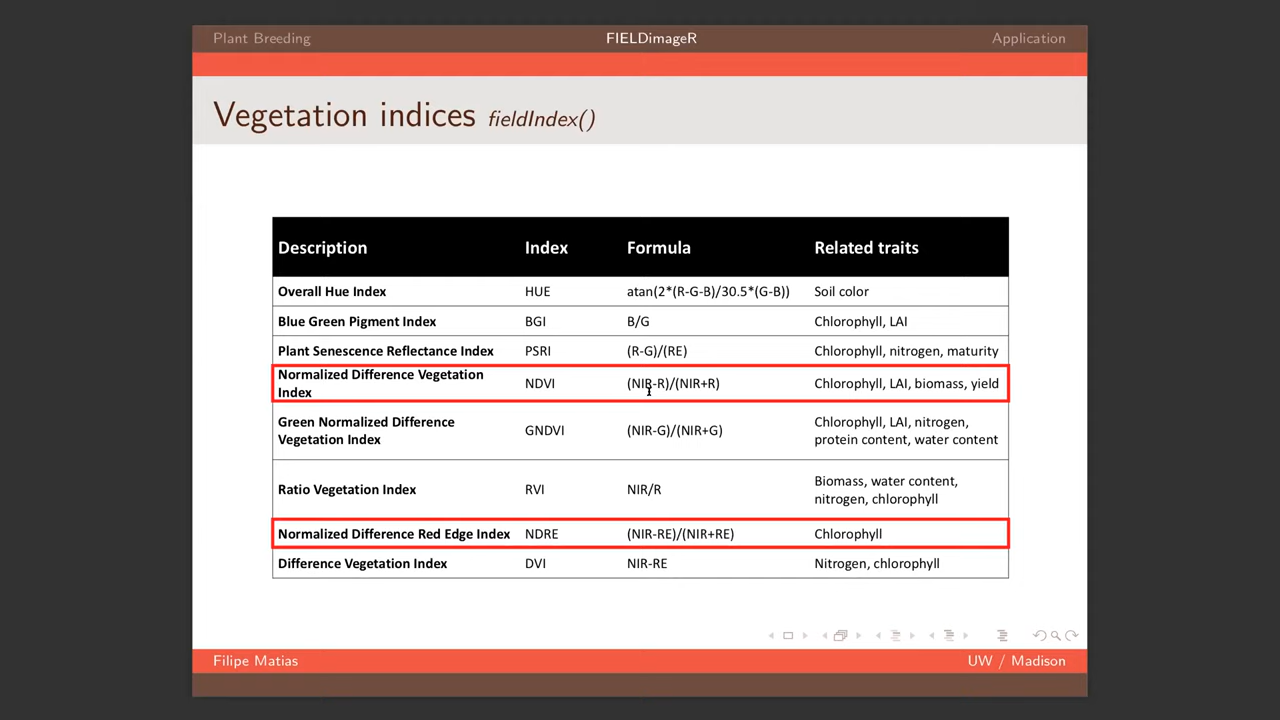 Plant Breeding FIELDimageR Application
Vegetation indices fieldIndex()
Description Index Formula Related traits
Overall Hue Index HUE atan(2*(R-G-B)/30.5*(G-B)) Soil color
Blue Green Pigment Index BGI B/G Chlorophyll, LAI
Plant Senescence Reflectance Index PSRI (R-G)/(RE) Chlorophyll, nitrogen, maturity
Normalized Difference Vegetation
Index NDVI (NIR-R)/(NIR+R) Chlorophyll, LAI, biomass, yield
Green Normalized Difference
Vegetation Index GNDVI (NIR-G)/(NIR+G) Chlorophyll, LAI, nitrogen,
protein content, water content
Ratio Vegetation Index RVI NIR/R Biomass, water content,
nitrogen, chlorophyll
Normalized Difference Red Edge Index NDRE (NIR-RE)/(NIR+RE) Chlorophyll
Difference Vegetation Index DVI NIR-RE Nitrogen, chlorophyll
Filipe Matias UW / Madison